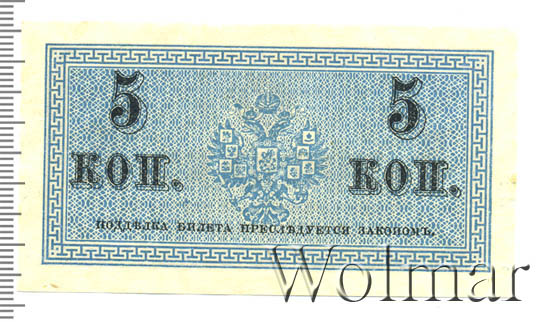 5 5
КОП. КОП.
ПОДДѢЛКА БИЛЕТА ПРЕСЛѢДУЕТСЯ ЗАКОНОМЪ.
Wolmar